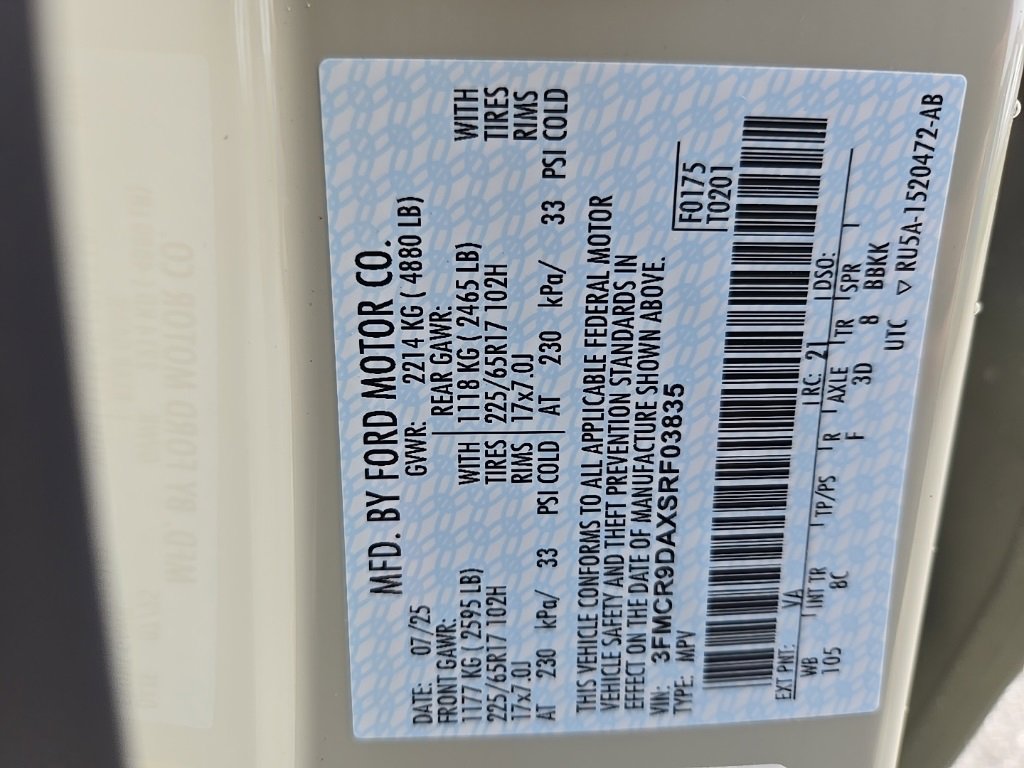 MFD. BY FORD MOTOR CO.
DATE: 07/25 GVWR: 2214 KG ( 4880 LB)
FRONT GAWR: REAR GAWR:
1177 KG ( 2595 LB) WITH 1118 KG ( 2465 LB) WITH
225/65R17 102H TIRES 225/65R17 102H TIRES
17x7.0J RIMS 17x7.0J RIMS
AT 230 kPa/ 33 PSI COLD AT 230 kPa/ 33 PSI COLD
THIS VEHICLE CONFORMS TO ALL APPLICABLE FEDERAL MOTOR
VEHICLE SAFETY AND THEFT PREVENTION STANDARDS IN
EFFECT ON THE DATE OF MANUFACTURE SHOWN ABOVE.
VIN: 3FMCR9DAXSRF03835 F0175
TYPE: MPV T0201
EXT PNT: YA RC: 21 DSO:
WB INT TR TP/PS R AXLE TR SPR
105 8C F 3D 8 BBKK
UTC ▽ RU5A-1520472-AB